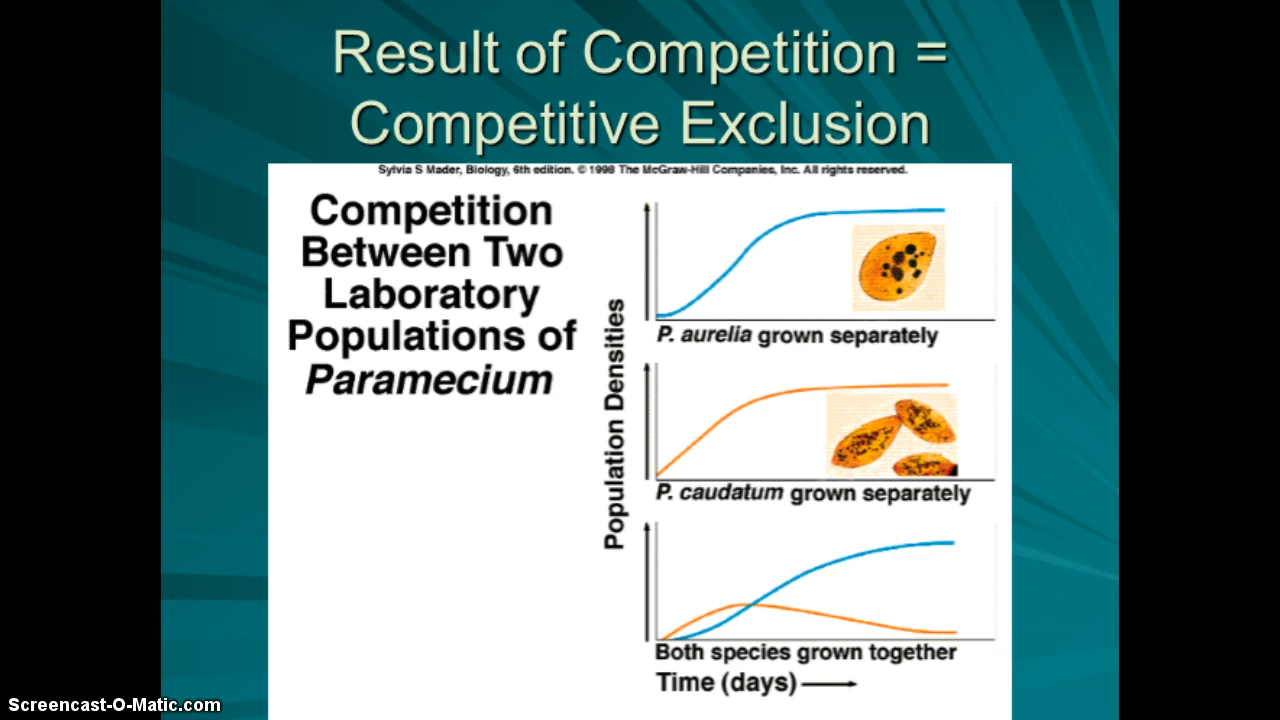 Result of Competition =
Competitive Exclusion
Sylvia S Mader, Biology, 6th edition. © 1998 The McGraw-Hill Companies, Inc. All rights reserved.
Competition
Between Two
Laboratory
Populations of
Paramecium
Population Densities
P. aurelia grown separately
P. caudatum grown separately
Both species grown together
Time (days)
Screencast-O-Matic.com